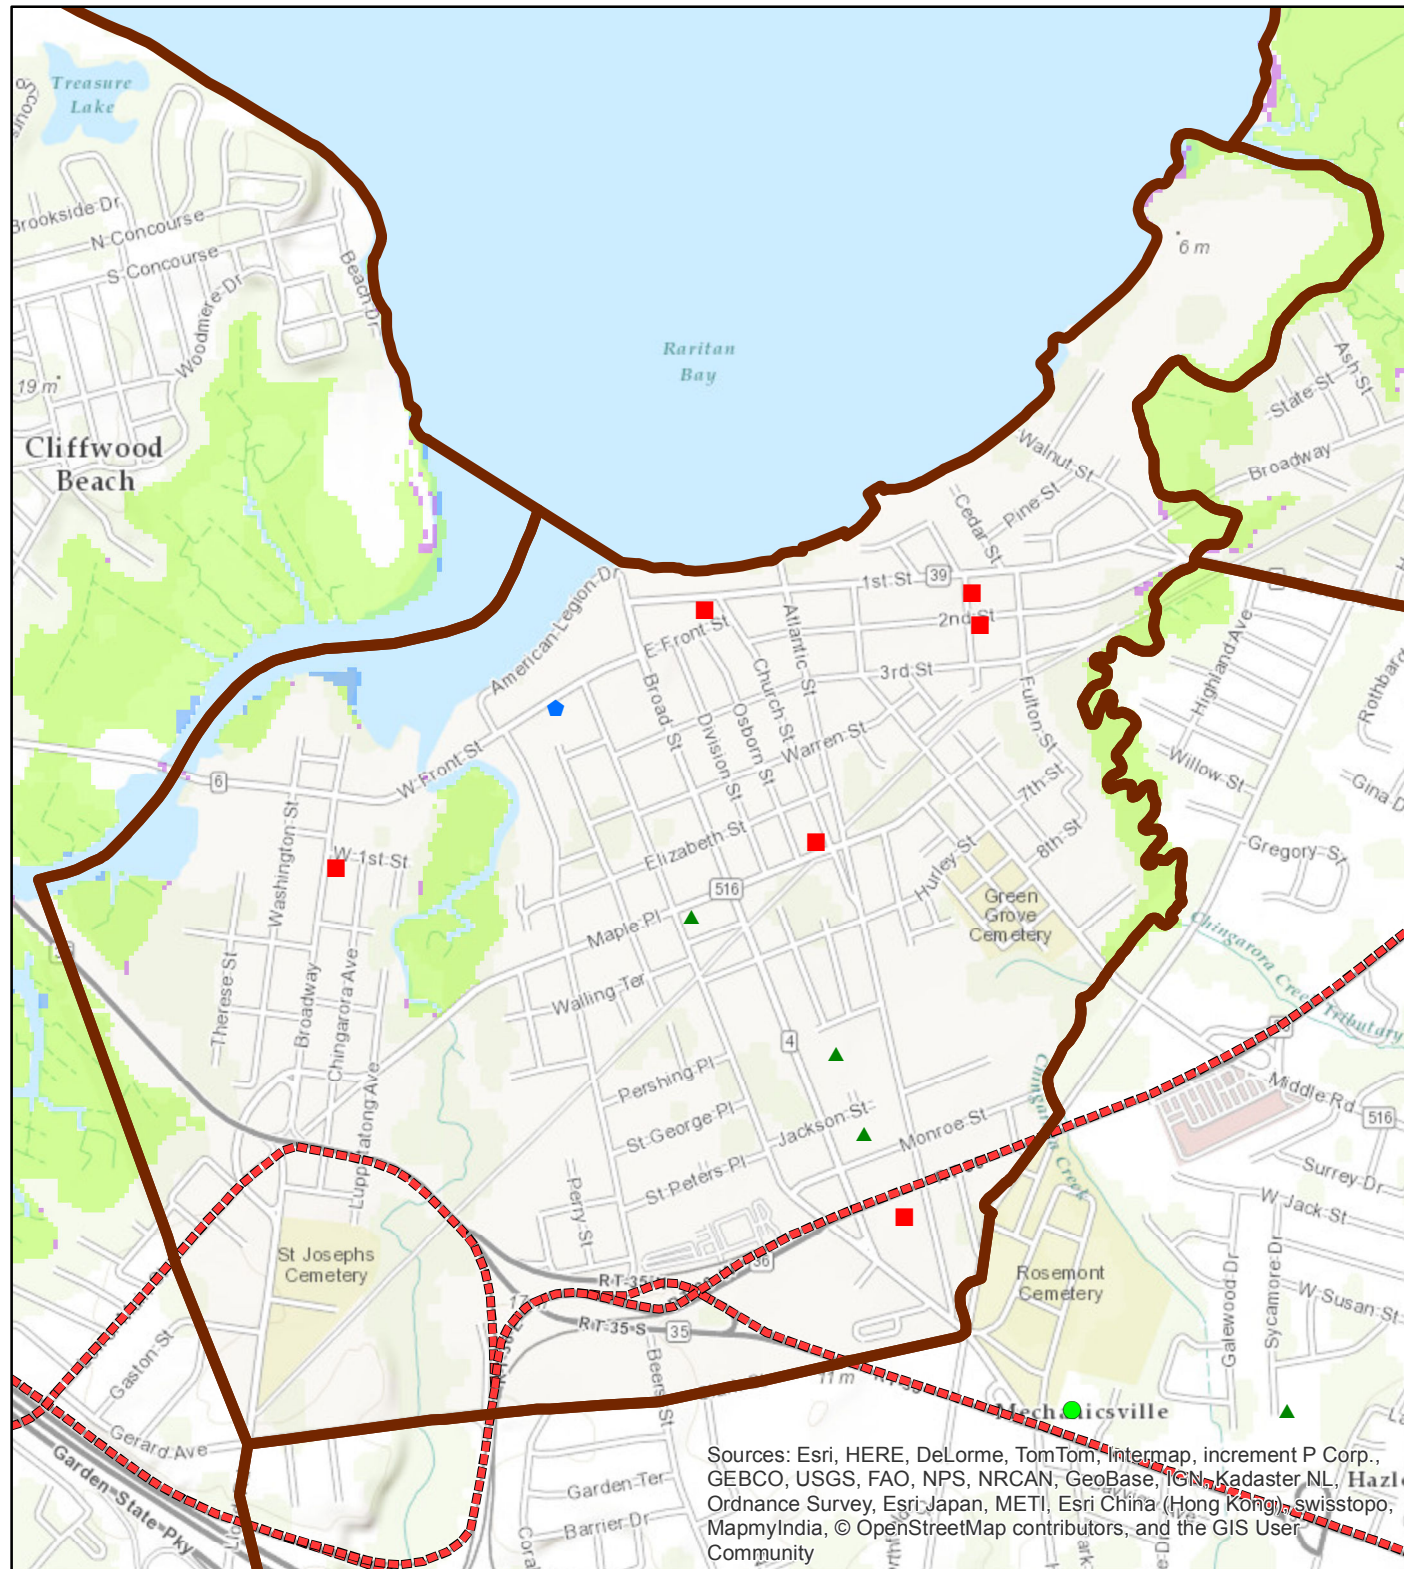 Treasure
Lake
Brookside Dr
N Concourse
S Concourse
Woodmere Dr
Beach Dr
6 m
Raritan
Bay
19 m
Ash St
State St
Broadway
Cliffwood
Beach
Walnut St
Cedar St
Pine St
American Legion Dr
1st St
39
2nd St
E Front St
Atlantic St
3rd St
Church St
Broad St
Osborn St
Division St
Warren St
Fulton St
Highland Ave
Willow St
7th St
6
W Front St
Washington St
W 1st St
Elizabeth St
8th St
Hurley St
Gregory St
516
Green
Grove
Cemetery
Maple Pl
Chingarora Creek Tributary
Therese St
Broadway
Chingarora Ave
Walling Ter
4
Pershing Pl
Middle Rd
516
St George Pl
Jackson St
Monroe St
Luppatatong Ave
Perry St
St Peters Pl
Surrey Dr
W Jack St
St Josephs
Cemetery
36
Rosemont
Cemetery
Galewood Dr
Sycamore Dr
W Susan St
RT-35 S
35
Gaston St
Beers St
11 m
Mechanicsville
Gerard Ave
Garden State Pky
Garden Ter
Barrier Dr
Sources: Esri, HERE, DeLorme, TomTom, Intermap, increment P Corp.,
GEBCO, USGS, FAO, NPS, NRCAN, GeoBase, IGN, Kadaster NL,
Ordnance Survey, Esri Japan, METI, Esri China (Hong Kong), swisstopo,
MapmyIndia, © OpenStreetMap contributors, and the GIS User
Community